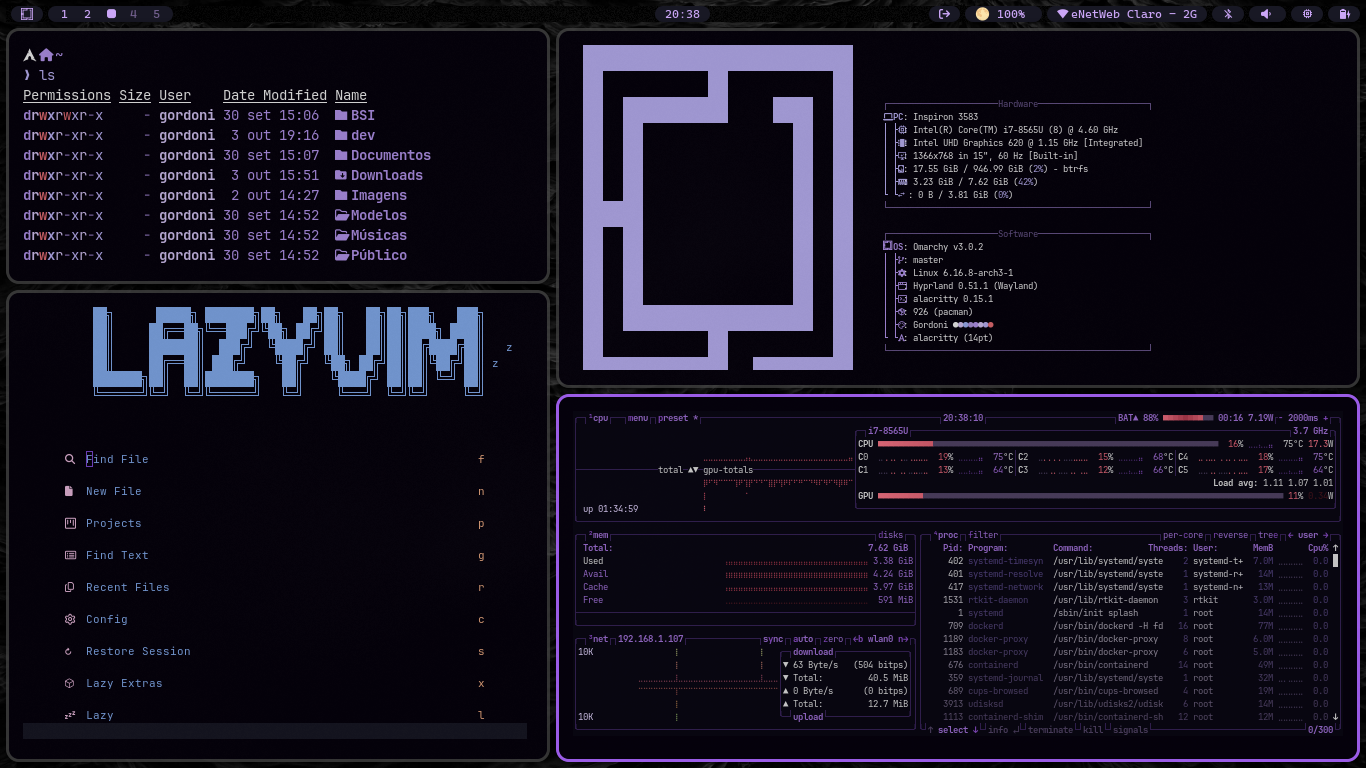 1 2 4 5
20:38
100%
eNetWeb Claro - 2G
~
❱ ls
Permissions Size User Date Modified Name
drwxrwxr-x - gordoni 30 set 15:06 BSI
drwxr-xr-x - gordoni 3 out 19:16 dev
drwxr-xr-x - gordoni 30 set 15:07 Documentos
drwxr-xr-x - gordoni 3 out 15:51 Downloads
drwxr-xr-x - gordoni 2 out 14:27 Imagens
drwxr-xr-x - gordoni 30 set 14:52 Modelos
drwxr-xr-x - gordoni 30 set 14:52 Músicas
drwxr-xr-x - gordoni 30 set 14:52 Público
LAZYVIM
z
z
Find File f
New File n
Projects p
Find Text g
Recent Files r
Config c
Restore Session s
Lazy Extras x
Lazy l
Hardware
PC: Inspiron 3583
: Intel(R) Core(TM) i7-8565U (8) @ 4.60 GHz
: Intel UHD Graphics 620 @ 1.15 GHz [Integrated]
: 1366x768 in 15", 60 Hz [Built-in]
: 17.55 GiB / 946.99 GiB (2%) - btrfs
: 3.23 GiB / 7.62 GiB (42%)
: 0 B / 3.81 GiB (0%)
Software
OS: Omarchy v3.0.2
: master
: Linux 6.16.8-arch3-1
: Hyprland 0.51.1 (Wayland)
: alacritty 0.15.1
: 926 (pacman)
: Gordoni
: alacritty (14pt)
¹cpu menu preset * 20:38:10 BAT▲ 88% 00:16 7.19W - 2000ms +
i7-8565U 3.7 GHz
CPU 16% 75°C 17.3W
C0 19% 75°C C2 15% 68°C C4 18% 75°C
C1 13% 64°C C3 12% 66°C C5 17% 64°C
Load avg: 1.11 1.07 1.01
GPU 11% W
total ▲▼ gpu-totals
up 01:34:59
²mem disks
Total: 7.62 GiB
Used 3.38 GiB
Avail 4.24 GiB
Cache 3.97 GiB
Free 591 MiB
³net 192.168.1.107 sync auto zero ←b wlan0 n→
10K
download
▼ 63 Byte/s (504 bitps)
▼ Total: 40.5 MiB
▲ 0 Byte/s (0 bitps)
▲ Total: 12.7 MiB
upload
10K
⁴proc filter per-core reverse tree ← user →
Pid: Program: Command: Threads: User: MemB Cpu% ↑
402 systemd-timesyn /usr/lib/systemd/syste 2 systemd-t+ 7.0M 0.0
401 systemd-resolve /usr/lib/systemd/syste 1 systemd-r+ 14M 0.0
417 systemd-network /usr/lib/systemd/syste 1 systemd-n+ 13M 0.0
1531 rtkit-daemon /usr/lib/rtkit-daemon 3 rtkit 3.0M 0.0
1 systemd /sbin/init splash 1 root 14M 0.0
709 dockerd /usr/bin/dockerd -H fd 16 root 77M 0.0
1189 docker-proxy /usr/bin/docker-proxy 8 root 6.0M 0.0
1183 docker-proxy /usr/bin/docker-proxy 6 root 5.0M 0.0
676 containerd /usr/bin/containerd 14 root 49M 0.0
359 systemd-journal /usr/lib/systemd/syste 1 root 32M 0.0
689 cups-browsed /usr/bin/cups-browsed 4 root 19M 0.0
3913 udisksd /usr/lib/udisks2/udisk 6 root 14M 0.0
1113 containerd-shim /usr/bin/containerd-sh 12 root 12M 0.0 ↓
↑ select ↓ info ↵ terminate kill signals 0/300